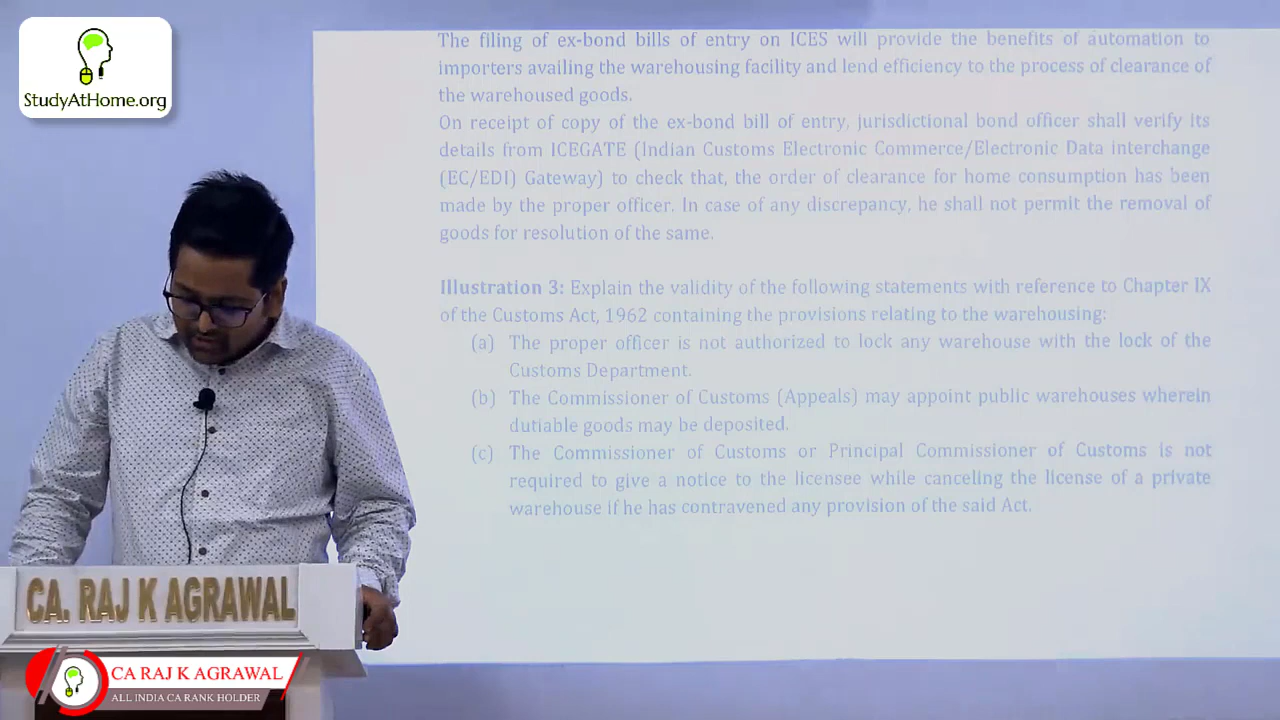 StudyAtHome.org
The filing of ex-bond bills of entry on ICES will provide the benefits of automation to
importers availing the warehousing facility and lend efficiency to the process of clearance of
the warehoused goods.
On receipt of copy of the ex-bond bill of entry, jurisdictional bond officer shall verify its
details from ICEGATE (Indian Customs Electronic Commerce/Electronic Data interchange
(EC/EDI) Gateway) to check that, the order of clearance for home consumption has been
made by the proper officer. In case of any discrepancy, he shall not permit the removal of
goods for resolution of the same.
Illustration 3: Explain the validity of the following statements with reference to Chapter IX
of the Customs Act, 1962 containing the provisions relating to the warehousing:
(a) The proper officer is not authorized to lock any warehouse with the lock of the
Customs Department.
(b) The Commissioner of Customs (Appeals) may appoint public warehouses wherein
dutiable goods may be deposited.
(c) The Commissioner of Customs or Principal Commissioner of Customs is not
required to give a notice to the licensee while canceling the license of a private
warehouse if he has contravened any provision of the said Act.
CA. RAJ K AGRAWAL
CA RAJ K AGRAWAL
ALL INDIA CA RANK HOLDER